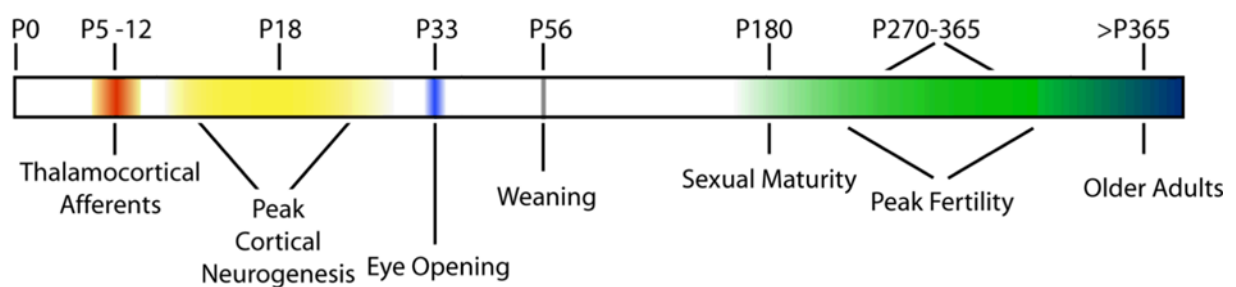 P0 P5 -12 P18 P33 P56 P180 P270-365 >P365
Thalamocortical
Afferents
Peak
Cortical
Neurogenesis
Eye Opening
Weaning
Sexual Maturity
Peak Fertility
Older Adults